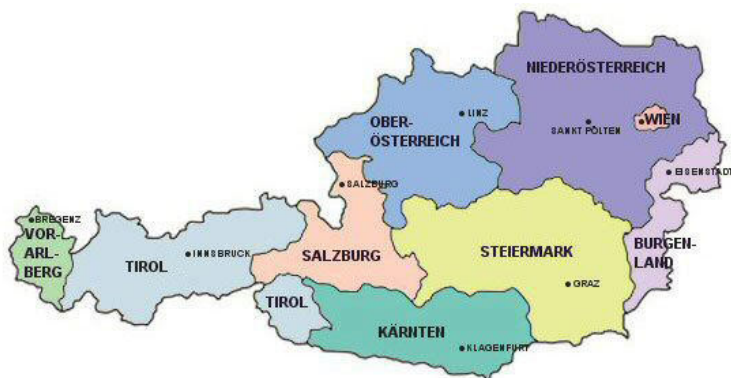 NIEDERÖSTERREICH
LINZ
OBER-
ÖSTERREICH
SANKT PÖLTEN
WIEN
EISENSTADT
SALZBURG
BREGENZ
VOR-
ARL-
BERG
TIROL
INNSBRUCK
SALZBURG
STEIERMARK
BURGEN-
LAND
GRAZ
TIROL
KÄRNTEN
KLAGENFURT